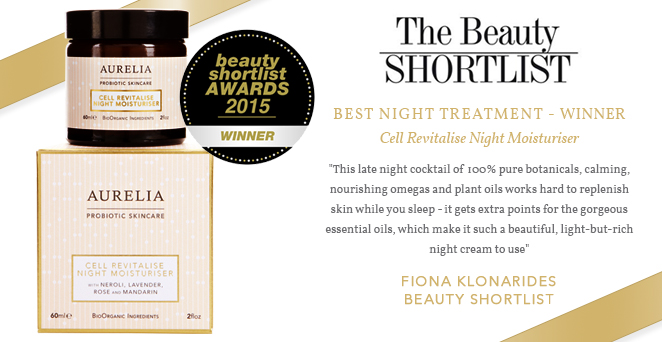 AURELIA
PROBIOTIC SKINCARE
CELL REVITALISE
NIGHT MOISTURISER
60ml e BIOORGANIC INGREDIENTS 2floz
beauty
shortlist
AWARDS
2015
WINNER
AURELIA
PROBIOTIC SKINCARE
CELL REVITALISE
NIGHT MOISTURISER
WITH NEROLI, LAVENDER,
ROSE AND MANDARIN
60ml e BIOORGANIC INGREDIENTS 2floz
The Beauty
SHORTLIST
BEST NIGHT TREATMENT - WINNER
Cell Revitalise Night Moisturiser
"This late night cocktail of 100% pure botanicals, calming,
nourishing omegas and plant oils works hard to replenish
skin while you sleep - it gets extra points for the gorgeous
essential oils, which make it such a beautiful, light-but-rich
night cream to use"
FIONA KLONARIDES
BEAUTY SHORTLIST